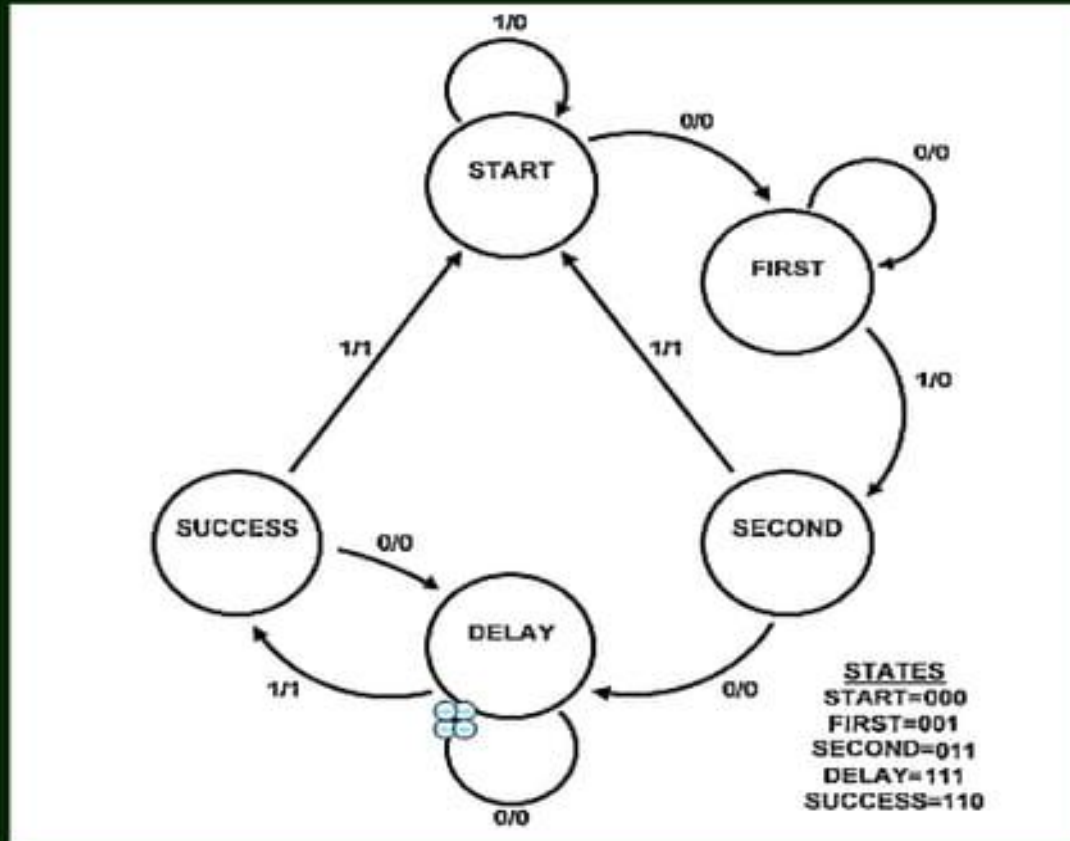 1/0
START
0/0
0/0
FIRST
1/1
1/1
1/0
SUCCESS
0/0
SECOND
DELAY
1/1
0/0
0/0
STATES
START=000
FIRST=001
SECOND=011
DELAY=111
SUCCESS=110